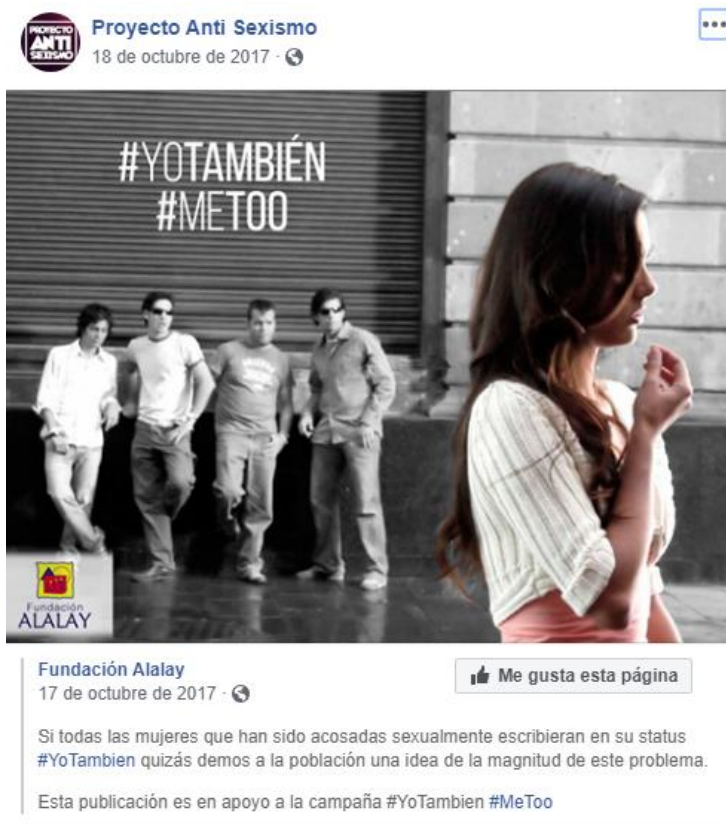 PROYECTO
ANTI
SEXISMO
Proyecto Anti Sexismo
18 de octubre de 2017 ·
#YOTAMBIÉN
#METOO
Fundación
ALALAY
Fundación Alalay
17 de octubre de 2017 ·
Me gusta esta página
Si todas las mujeres que han sido acosadas sexualmente escribieran en su status
#YoTambien quizás demos a la población una idea de la magnitud de este problema.
Esta publicación es en apoyo a la campaña #YoTambien #MeToo